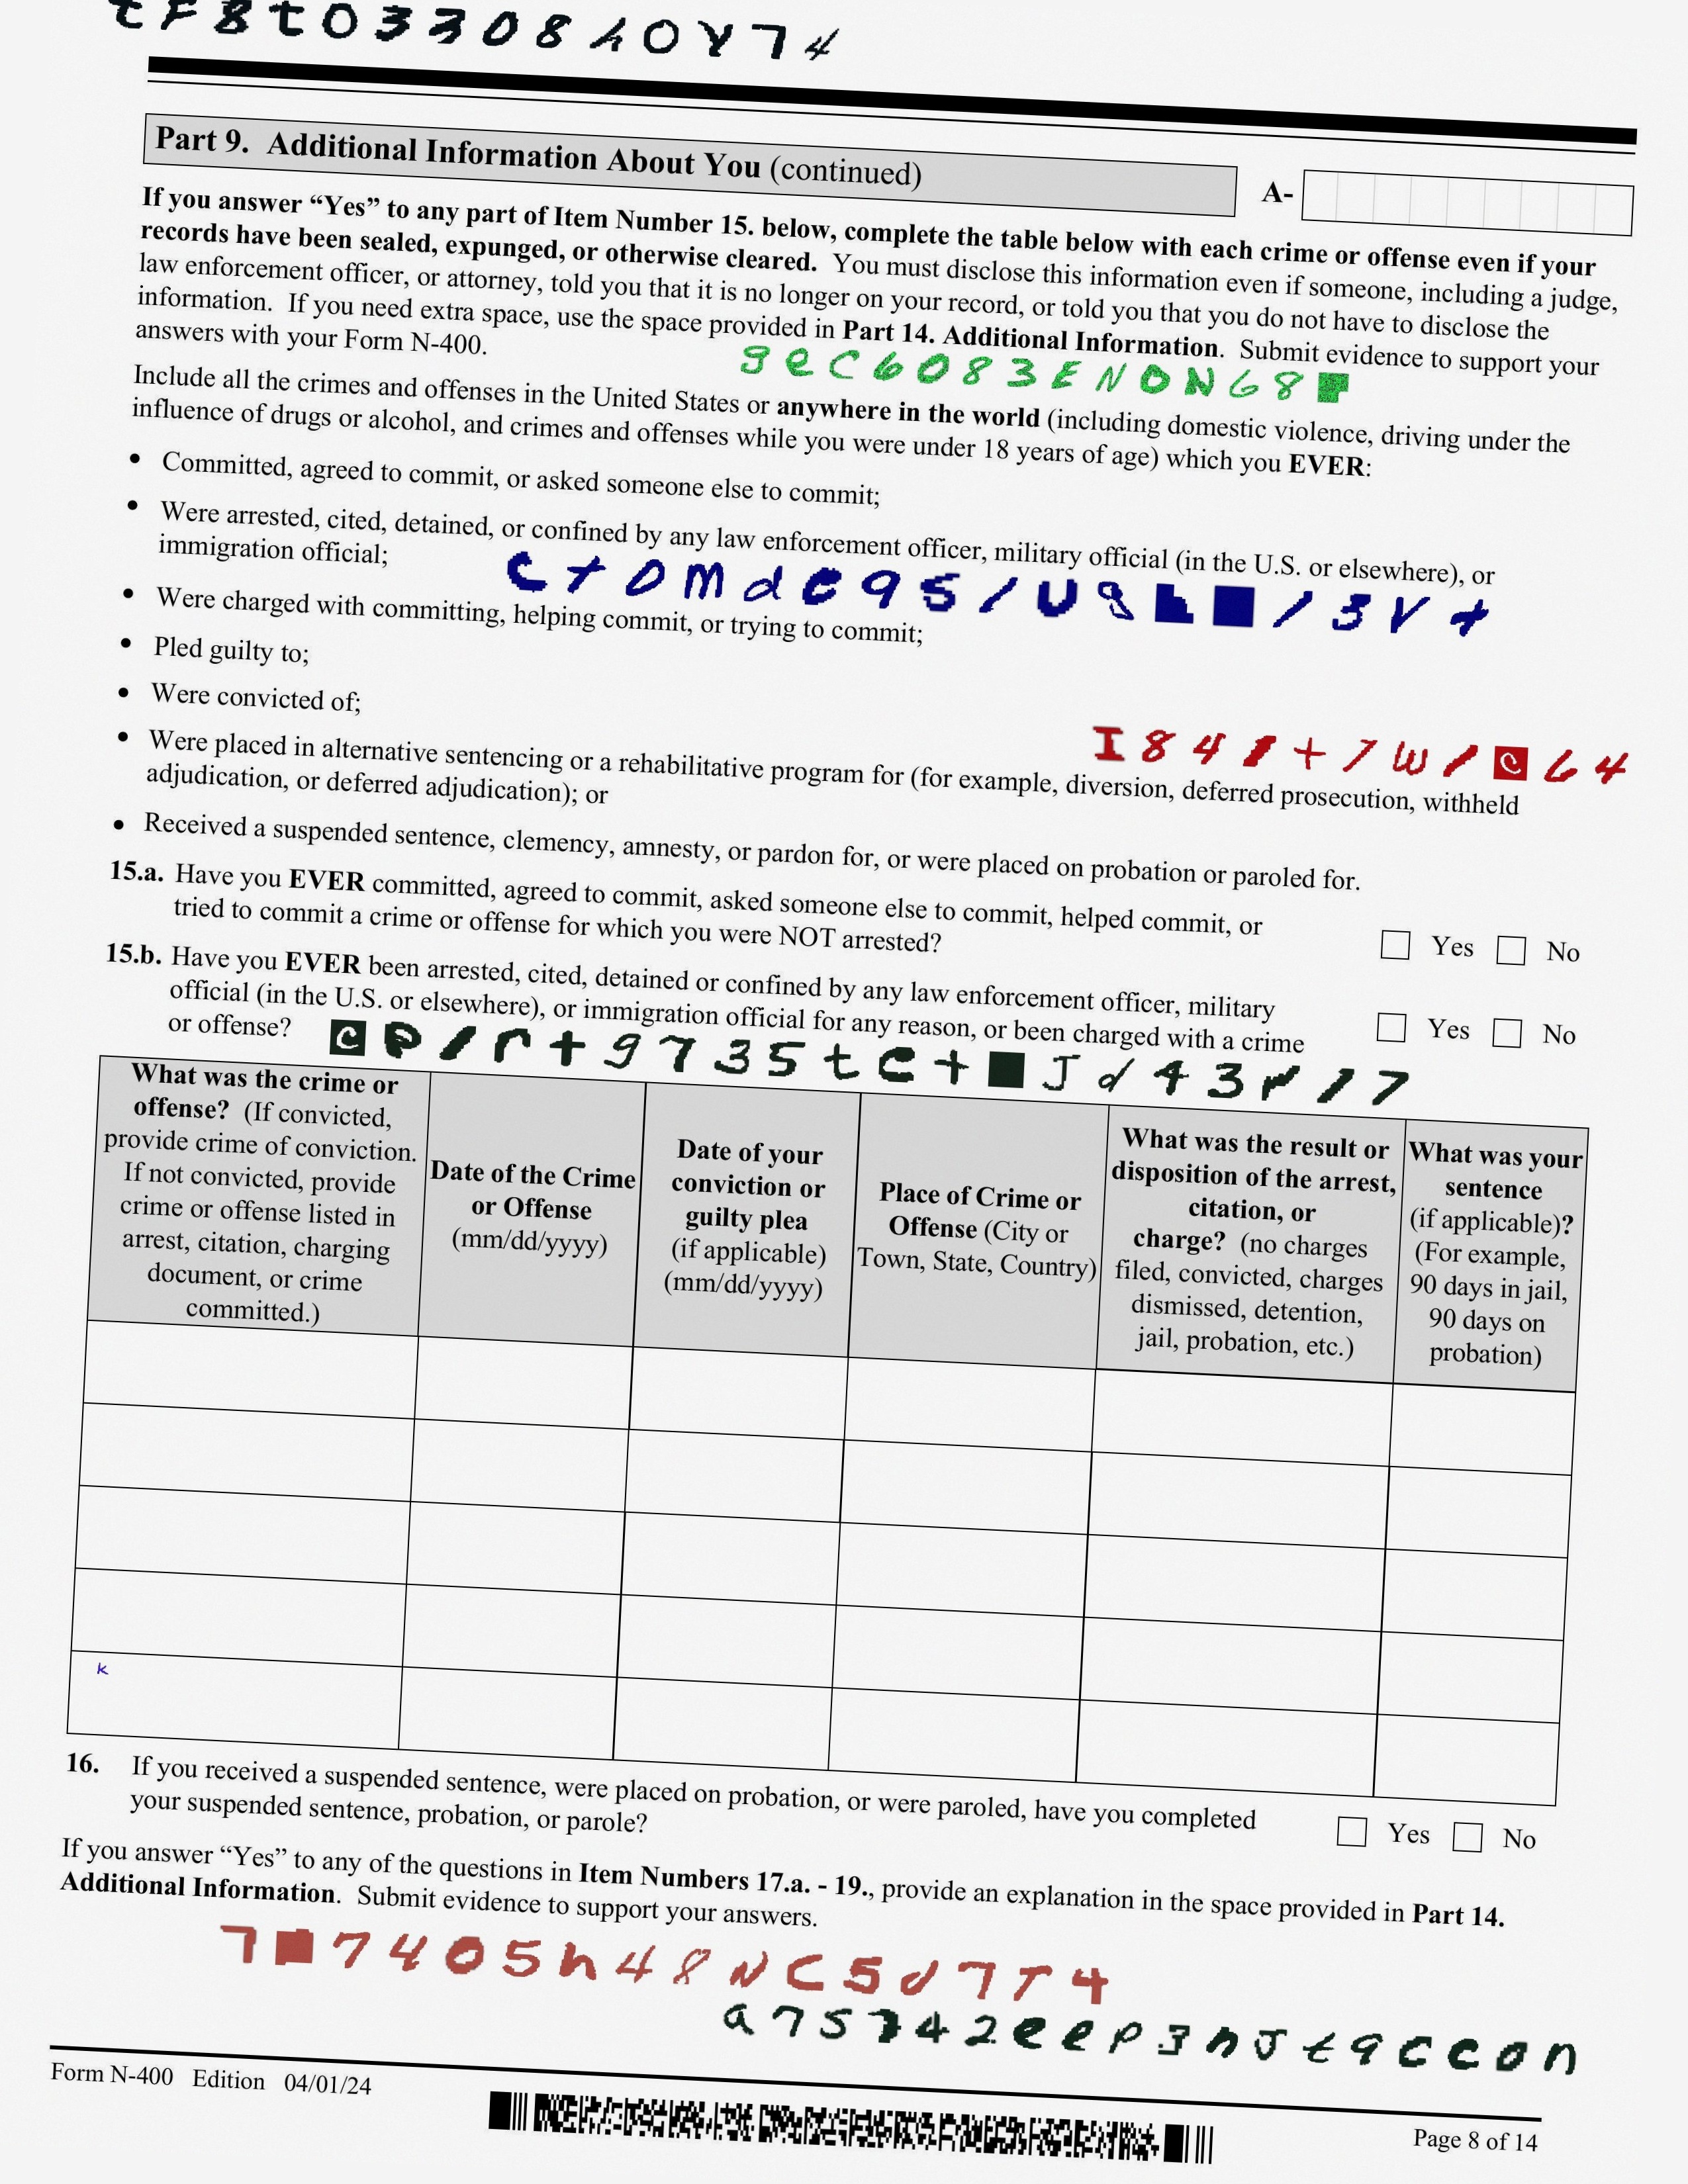 Part 9. Additional Information About You (continued)
A-
If you answer “Yes” to any part of Item Number 15. below, complete the table below with each crime or offense even if your
records have been sealed, expunged, or otherwise cleared. You must disclose this information even if someone, including a judge,
law enforcement officer, or attorney, told you that it is no longer on your record, or told you that you do not have to disclose the
information. If you need extra space, use the space provided in Part 14. Additional Information. Submit evidence to support your
answers with your Form N-400.
Include all the crimes and offenses in the United States or anywhere in the world (including domestic violence, driving under the
influence of drugs or alcohol, and crimes and offenses while you were under 18 years of age) which you EVER:
• Committed, agreed to commit, or asked someone else to commit;
• Were arrested, cited, detained, or confined by any law enforcement officer, military official (in the U.S. or elsewhere), or
immigration official;
• Were charged with committing, helping commit, or trying to commit;
• Pled guilty to;
• Were convicted of;
• Were placed in alternative sentencing or a rehabilitative program for (for example, diversion, deferred prosecution, withheld
adjudication, or deferred adjudication); or
• Received a suspended sentence, clemency, amnesty, or pardon for, or were placed on probation or paroled for.
15.a. Have you EVER committed, agreed to commit, asked someone else to commit, helped commit, or
tried to commit a crime or offense for which you were NOT arrested?
Yes No
15.b. Have you EVER been arrested, cited, detained or confined by any law enforcement officer, military
official (in the U.S. or elsewhere), or immigration official for any reason, or been charged with a crime
or offense?
Yes No
What was the crime or
offense? (If convicted,
provide crime of conviction.
If not convicted, provide
crime or offense listed in
arrest, citation, charging
document, or crime
committed.)
Date of the Crime
or Offense
(mm/dd/yyyy)
Date of your
conviction or
guilty plea
(if applicable)
(mm/dd/yyyy)
Place of Crime or
Offense (City or
Town, State, Country)
What was the result or
disposition of the arrest,
citation, or
charge? (no charges
filed, convicted, charges
dismissed, detention,
jail, probation, etc.)
What was your
sentence
(if applicable)?
(For example,
90 days in jail,
90 days on
probation)
k
16. If you received a suspended sentence, were placed on probation, or were paroled, have you completed
your suspended sentence, probation, or parole?
Yes No
If you answer “Yes” to any of the questions in Item Numbers 17.a. - 19., provide an explanation in the space provided in Part 14.
Additional Information. Submit evidence to support your answers.
Form N-400 Edition 04/01/24
Page 8 of 14